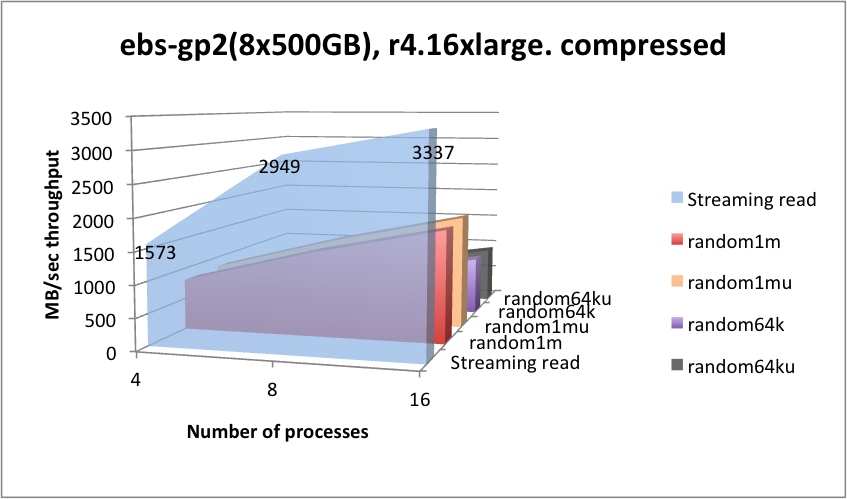 ebs-gp2(8x500GB), r4.16xlarge. compressed
3500
3000
2500
2000
1500
1000
500
0
MB/sec throughput
1573
2949
3337
4
8
16
Number of processes
random64ku
random64k
random1mu
random1m
Streaming read
Streaming read
random1m
random1mu
random64k
random64ku